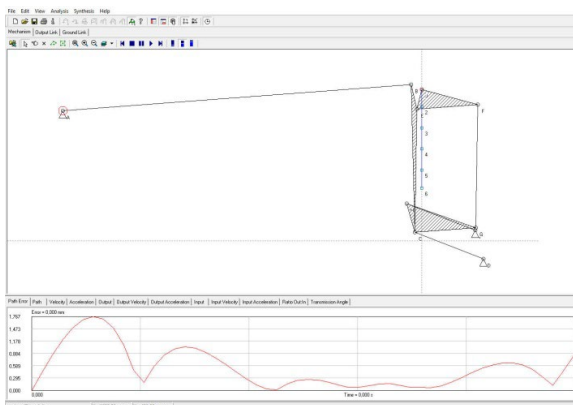 File Edit View Analysis Synthesis Help
Mechanism Output Link Ground Link
A
B
E
F
2
3
4
5
6
C
G
D
Path Error Path Velocity Acceleration Output Output Velocity Output Acceleration Input Input Velocity Input Acceleration Ratio Out:In Transmission Angle
Error = 0.000 mm
1.767
1.473
1.178
0.884
0.589
0.295
0.000
0.000
Time = 0.000 s